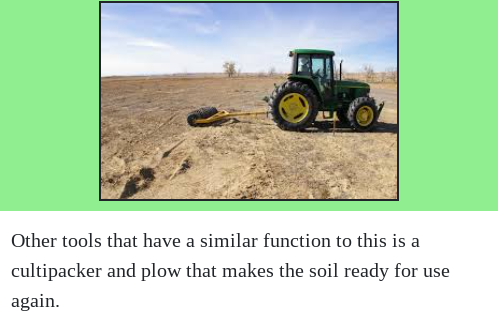 Other tools that have a similar function to this is a
cultipacker and plow that makes the soil ready for use
again.